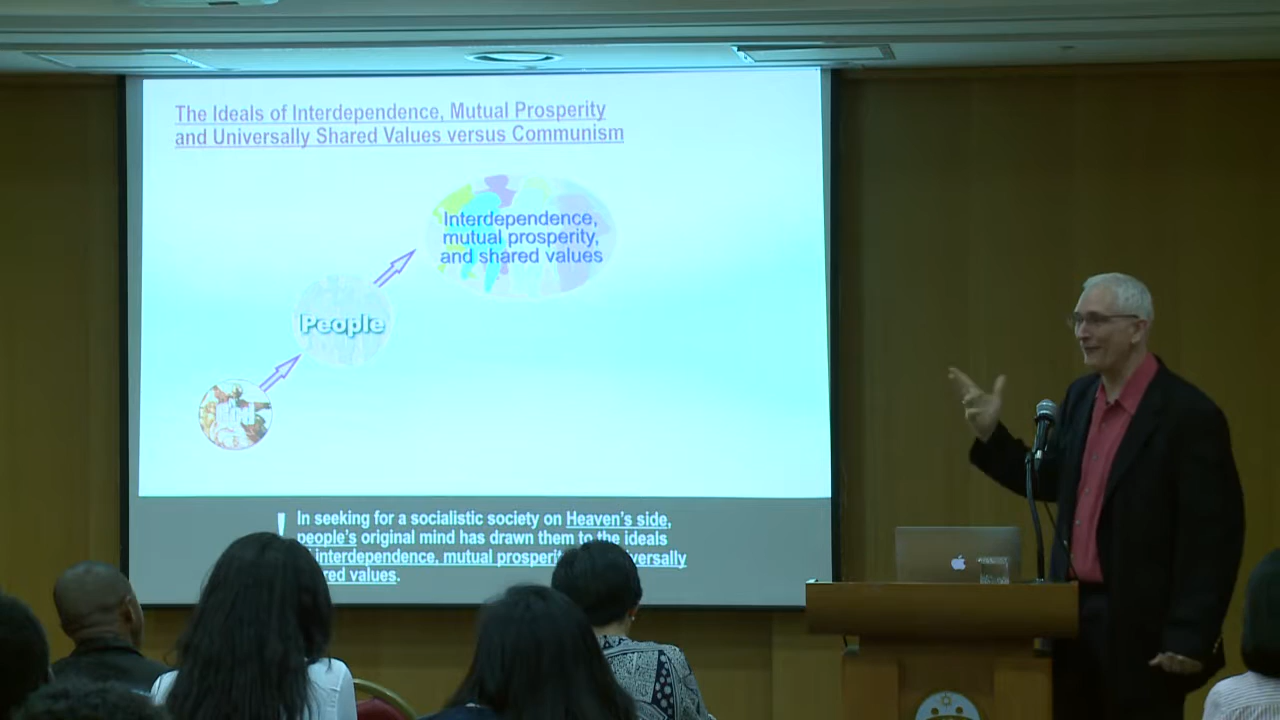 The Ideals of Interdependence, Mutual Prosperity
and Universally Shared Values versus Communism
Interdependence,
mutual prosperity,
and shared values
People
In seeking for a socialistic society on Heaven's side,
people's original mind has drawn them to the ideals
interdependence, mutual
values.